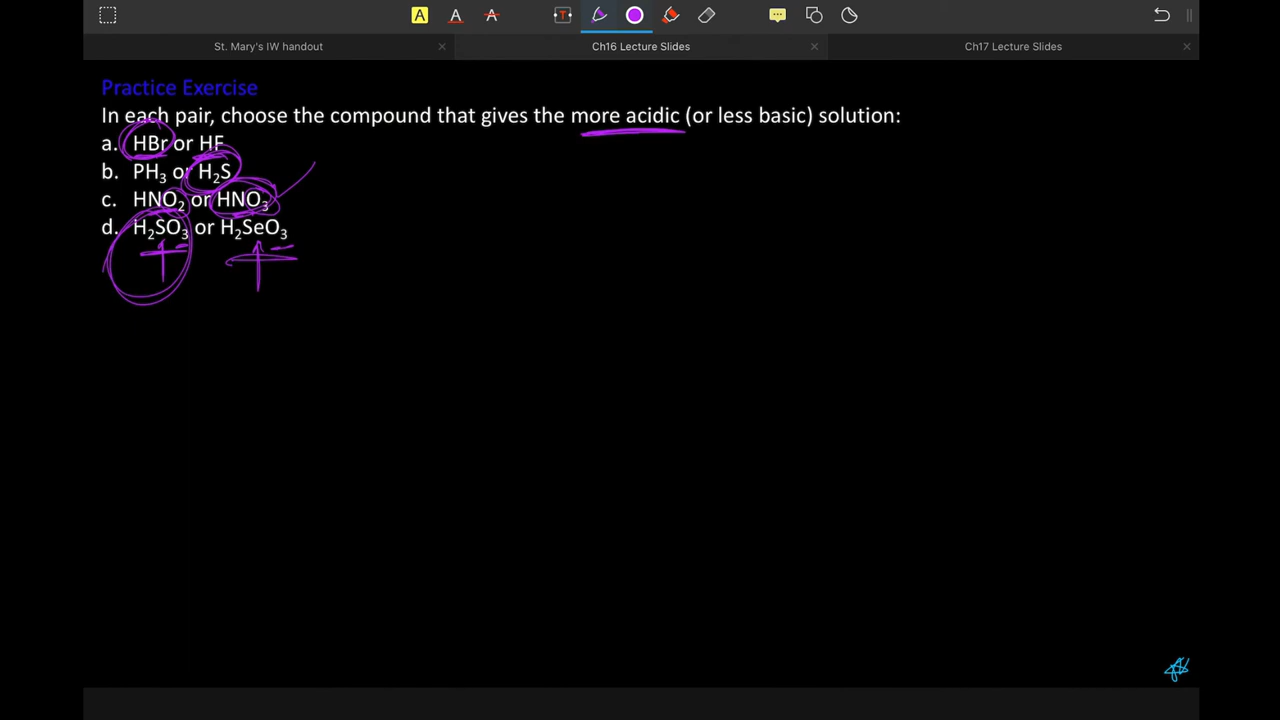 A A A T
St. Mary's IW handout × Ch16 Lecture Slides × Ch17 Lecture Slides ×
Practice Exercise
In each pair, choose the compound that gives the more acidic (or less basic) solution:
a. HBr or HF
b. PH₃ or H₂S
c. HNO₂ or HNO₃
d. H₂SO₃ or H₂SeO₃